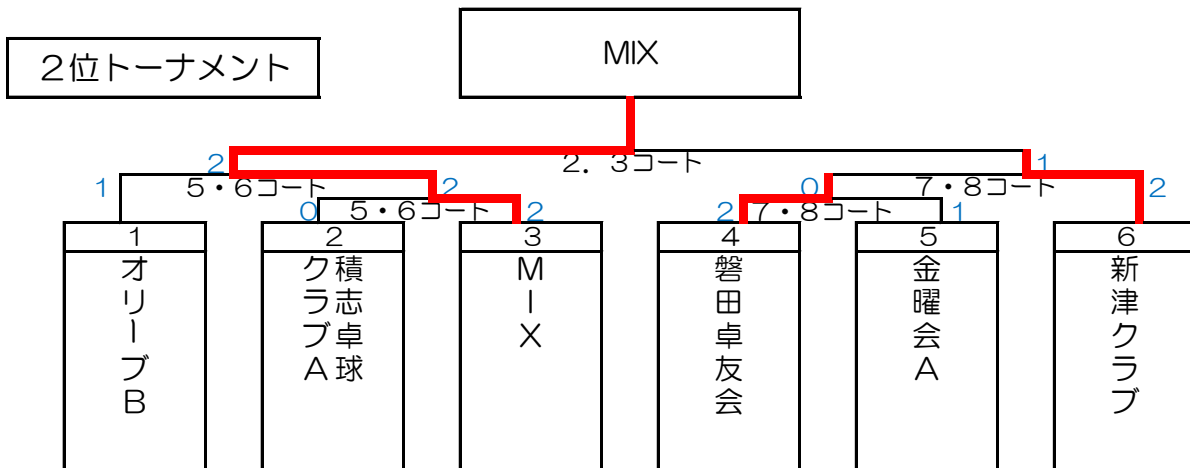 MIX
２位トーナメント
2
２．３コート
1
1
５・６コート
2
0
７・８コート
2
0
５・６コート
2
2
７・８コート
1
1
2
3
4
5
6
オリーブＢ
積志卓球
クラブＡ
ＭＩＸ
磐田卓友会
金曜会Ａ
新津クラブ